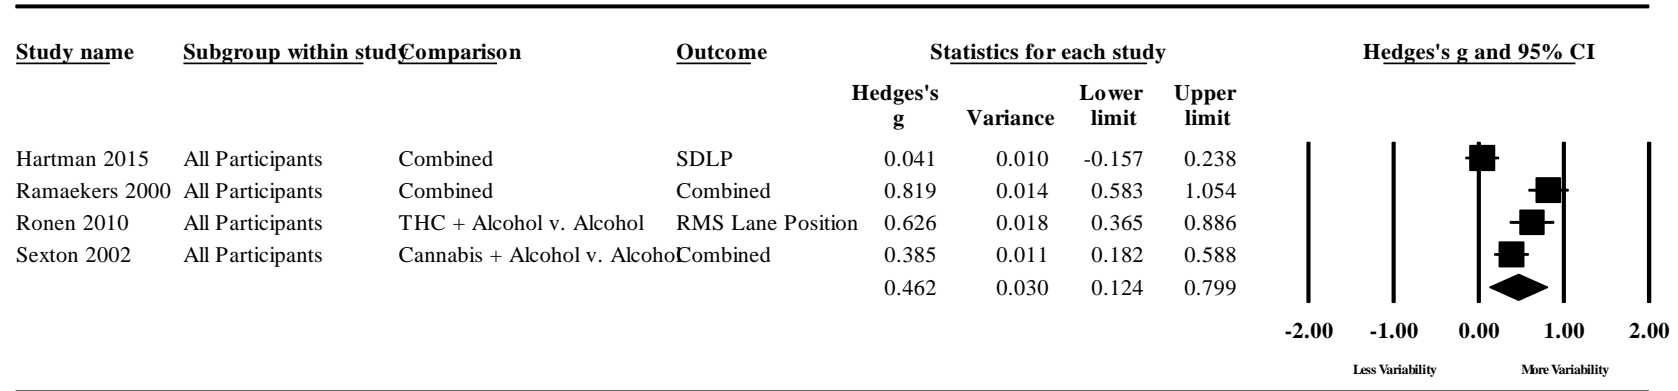 Study name Subgroup within study Comparison Outcome Statistics for each study Hedges's g and 95% CI
Hedges's Lower Upper
g Variance limit limit
Hartman 2015 All Participants Combined SDLP 0.041 0.010 -0.157 0.238
Ramaekers 2000 All Participants Combined Combined 0.819 0.014 0.583 1.054
Ronen 2010 All Participants THC + Alcohol v. Alcohol RMS Lane Position 0.626 0.018 0.365 0.886
Sexton 2002 All Participants Cannabis + Alcohol v. Alcohol Combined 0.385 0.011 0.182 0.588
0.462 0.030 0.124 0.799
-2.00 -1.00 0.00 1.00 2.00
Less Variability More Variability